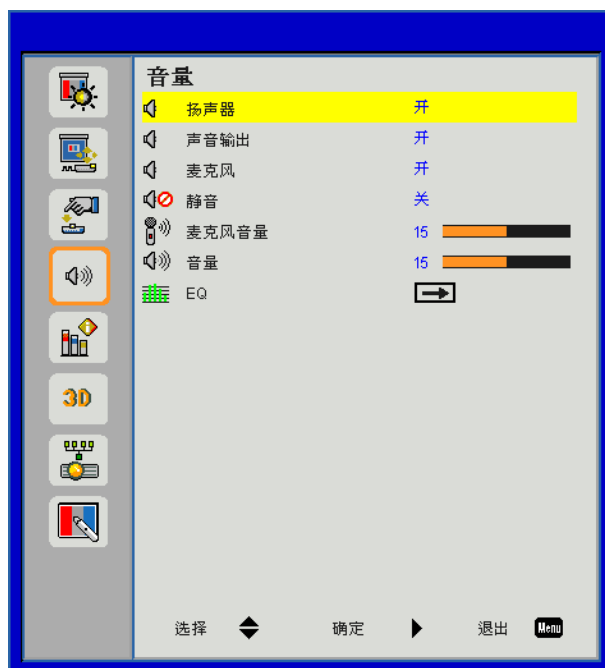 音量
扬声器 开
声音输出 开
麦克风 开
静音 关
麦克风音量 15
音量 15
EQ
3D
选择 确定 退出 Menu